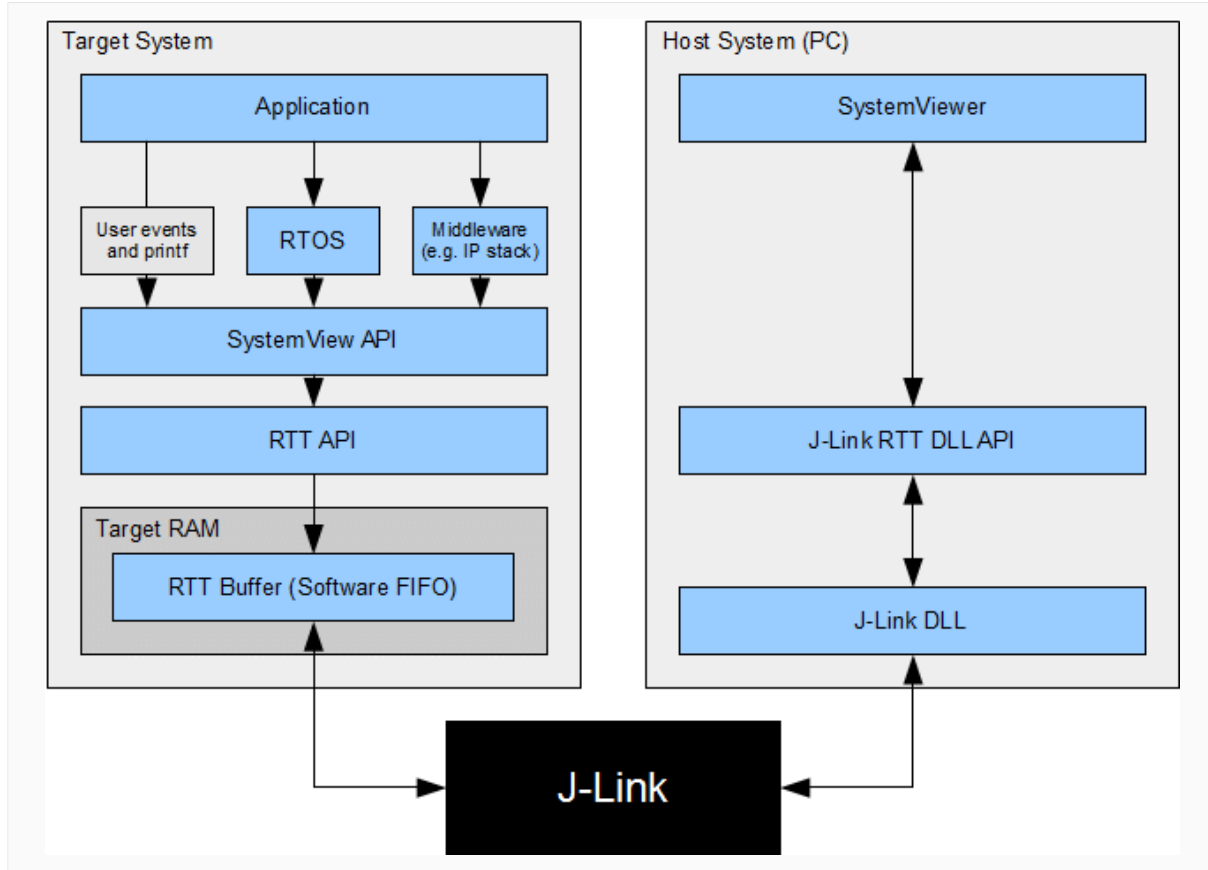 Target System
Application
User events
and printf
RTOS
Middleware
(e.g. IP stack)
SystemView API
RTT API
Target RAM
RTT Buffer (Software FIFO)
Host System (PC)
SystemViewer
J-Link RTT DLL API
J-Link DLL
J-Link